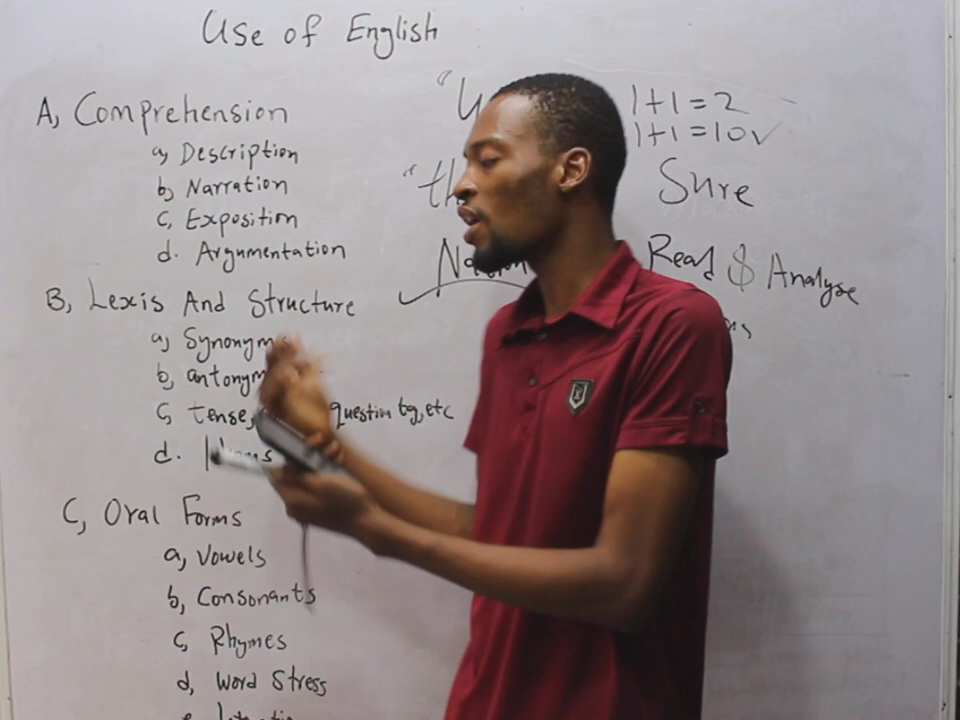 Use of English
A, Comprehension
a, Description
b, Narration
c, Exposition
d. Argumentation
B, Lexis And Structure
a, Synonym
b, antonym
c, tense, question tag, etc
d. Idioms
C, Oral Forms
a, Vowels
b, Consonants
c, Rhymes
d, Word Stress
1+1=2
1+1=10✓
Sure
Read $ Analyse